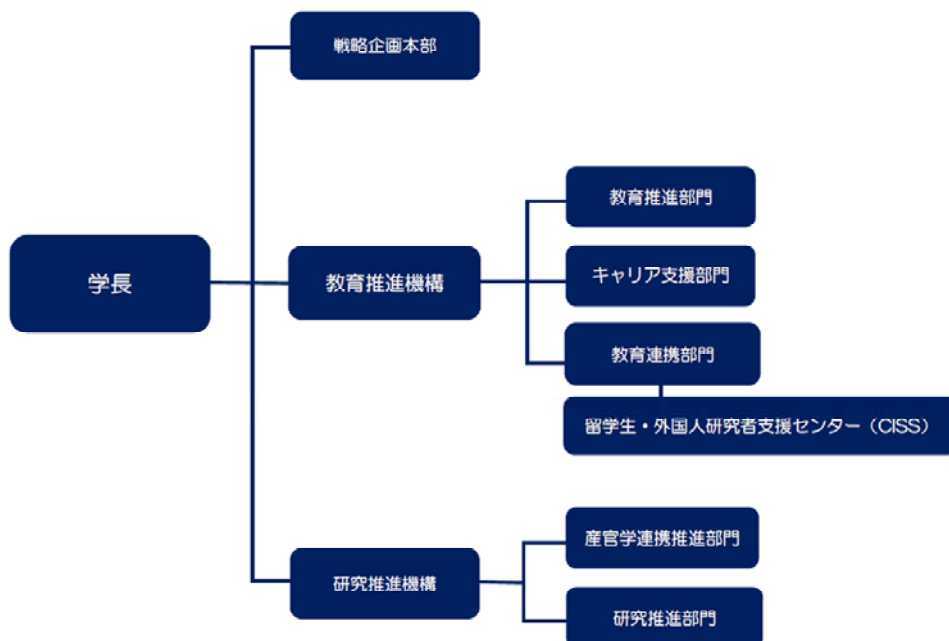 戦略企画本部
学長
教育推進機構
教育推進部門
キャリア支援部門
教育連携部門
留学生・外国人研究者支援センター（CISS）
研究推進機構
産官学連携推進部門
研究推進部門